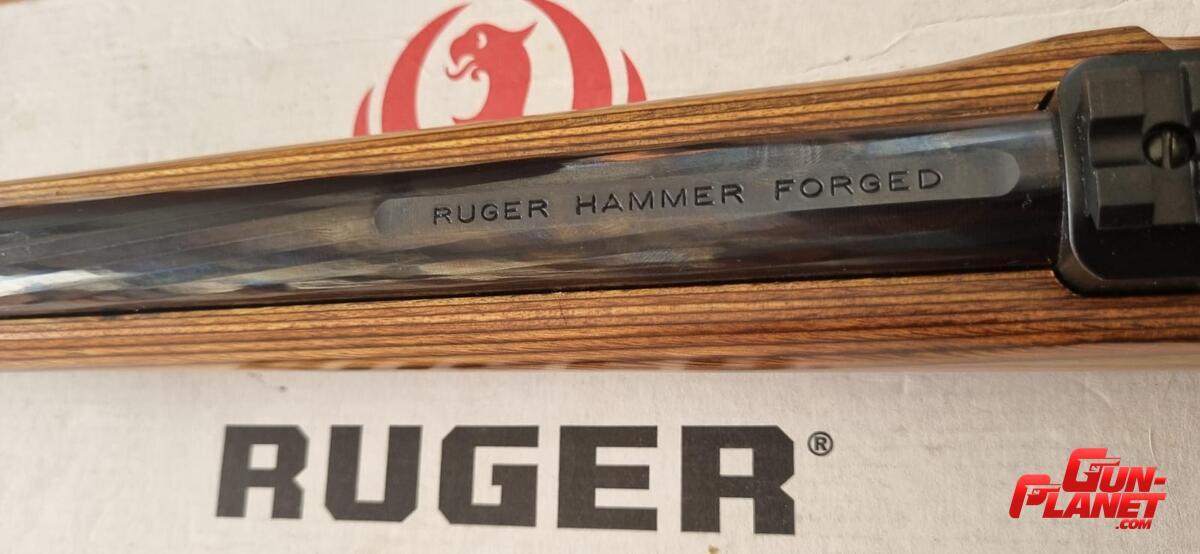 RUGER HAMMER FORGED
RUGER®
GUN-
PLANET
.COM